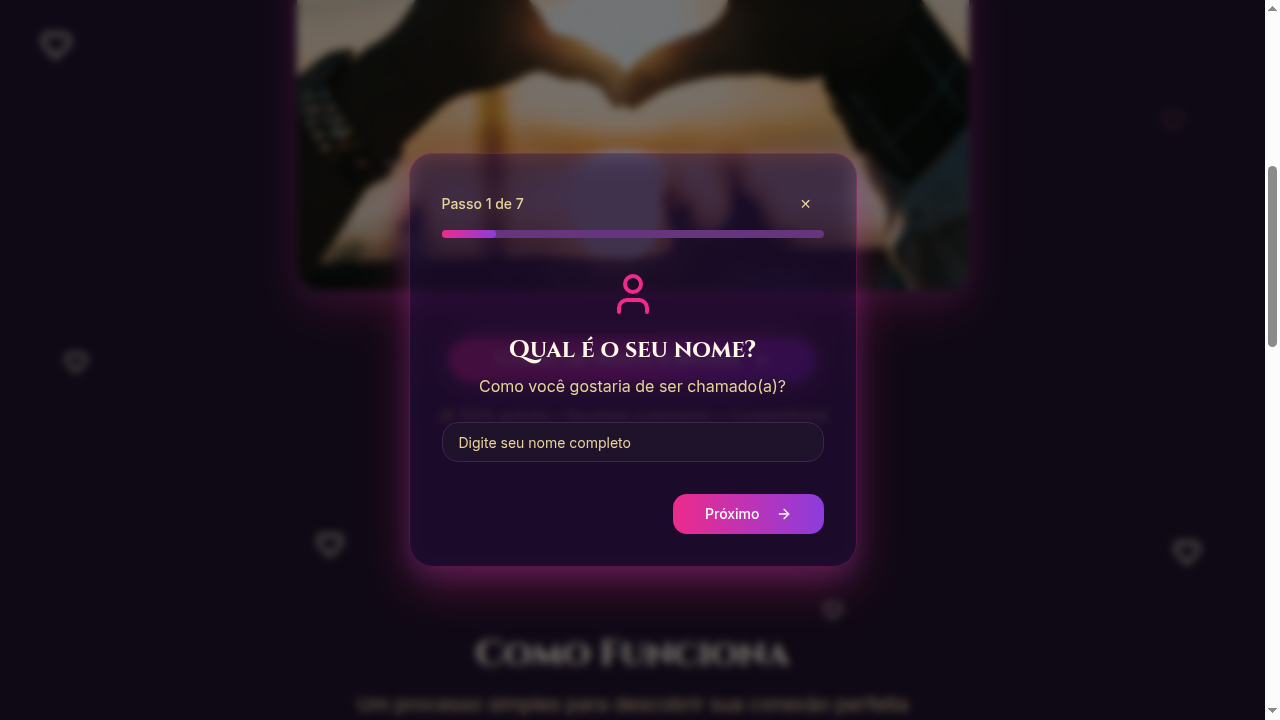 Passo 1 de 7
×
Qual é o seu nome?
Como você gostaria de ser chamado(a)?
Digite seu nome completo
Próximo →
Como Funciona
Um processo simples para descobrir sua conexão perfeita